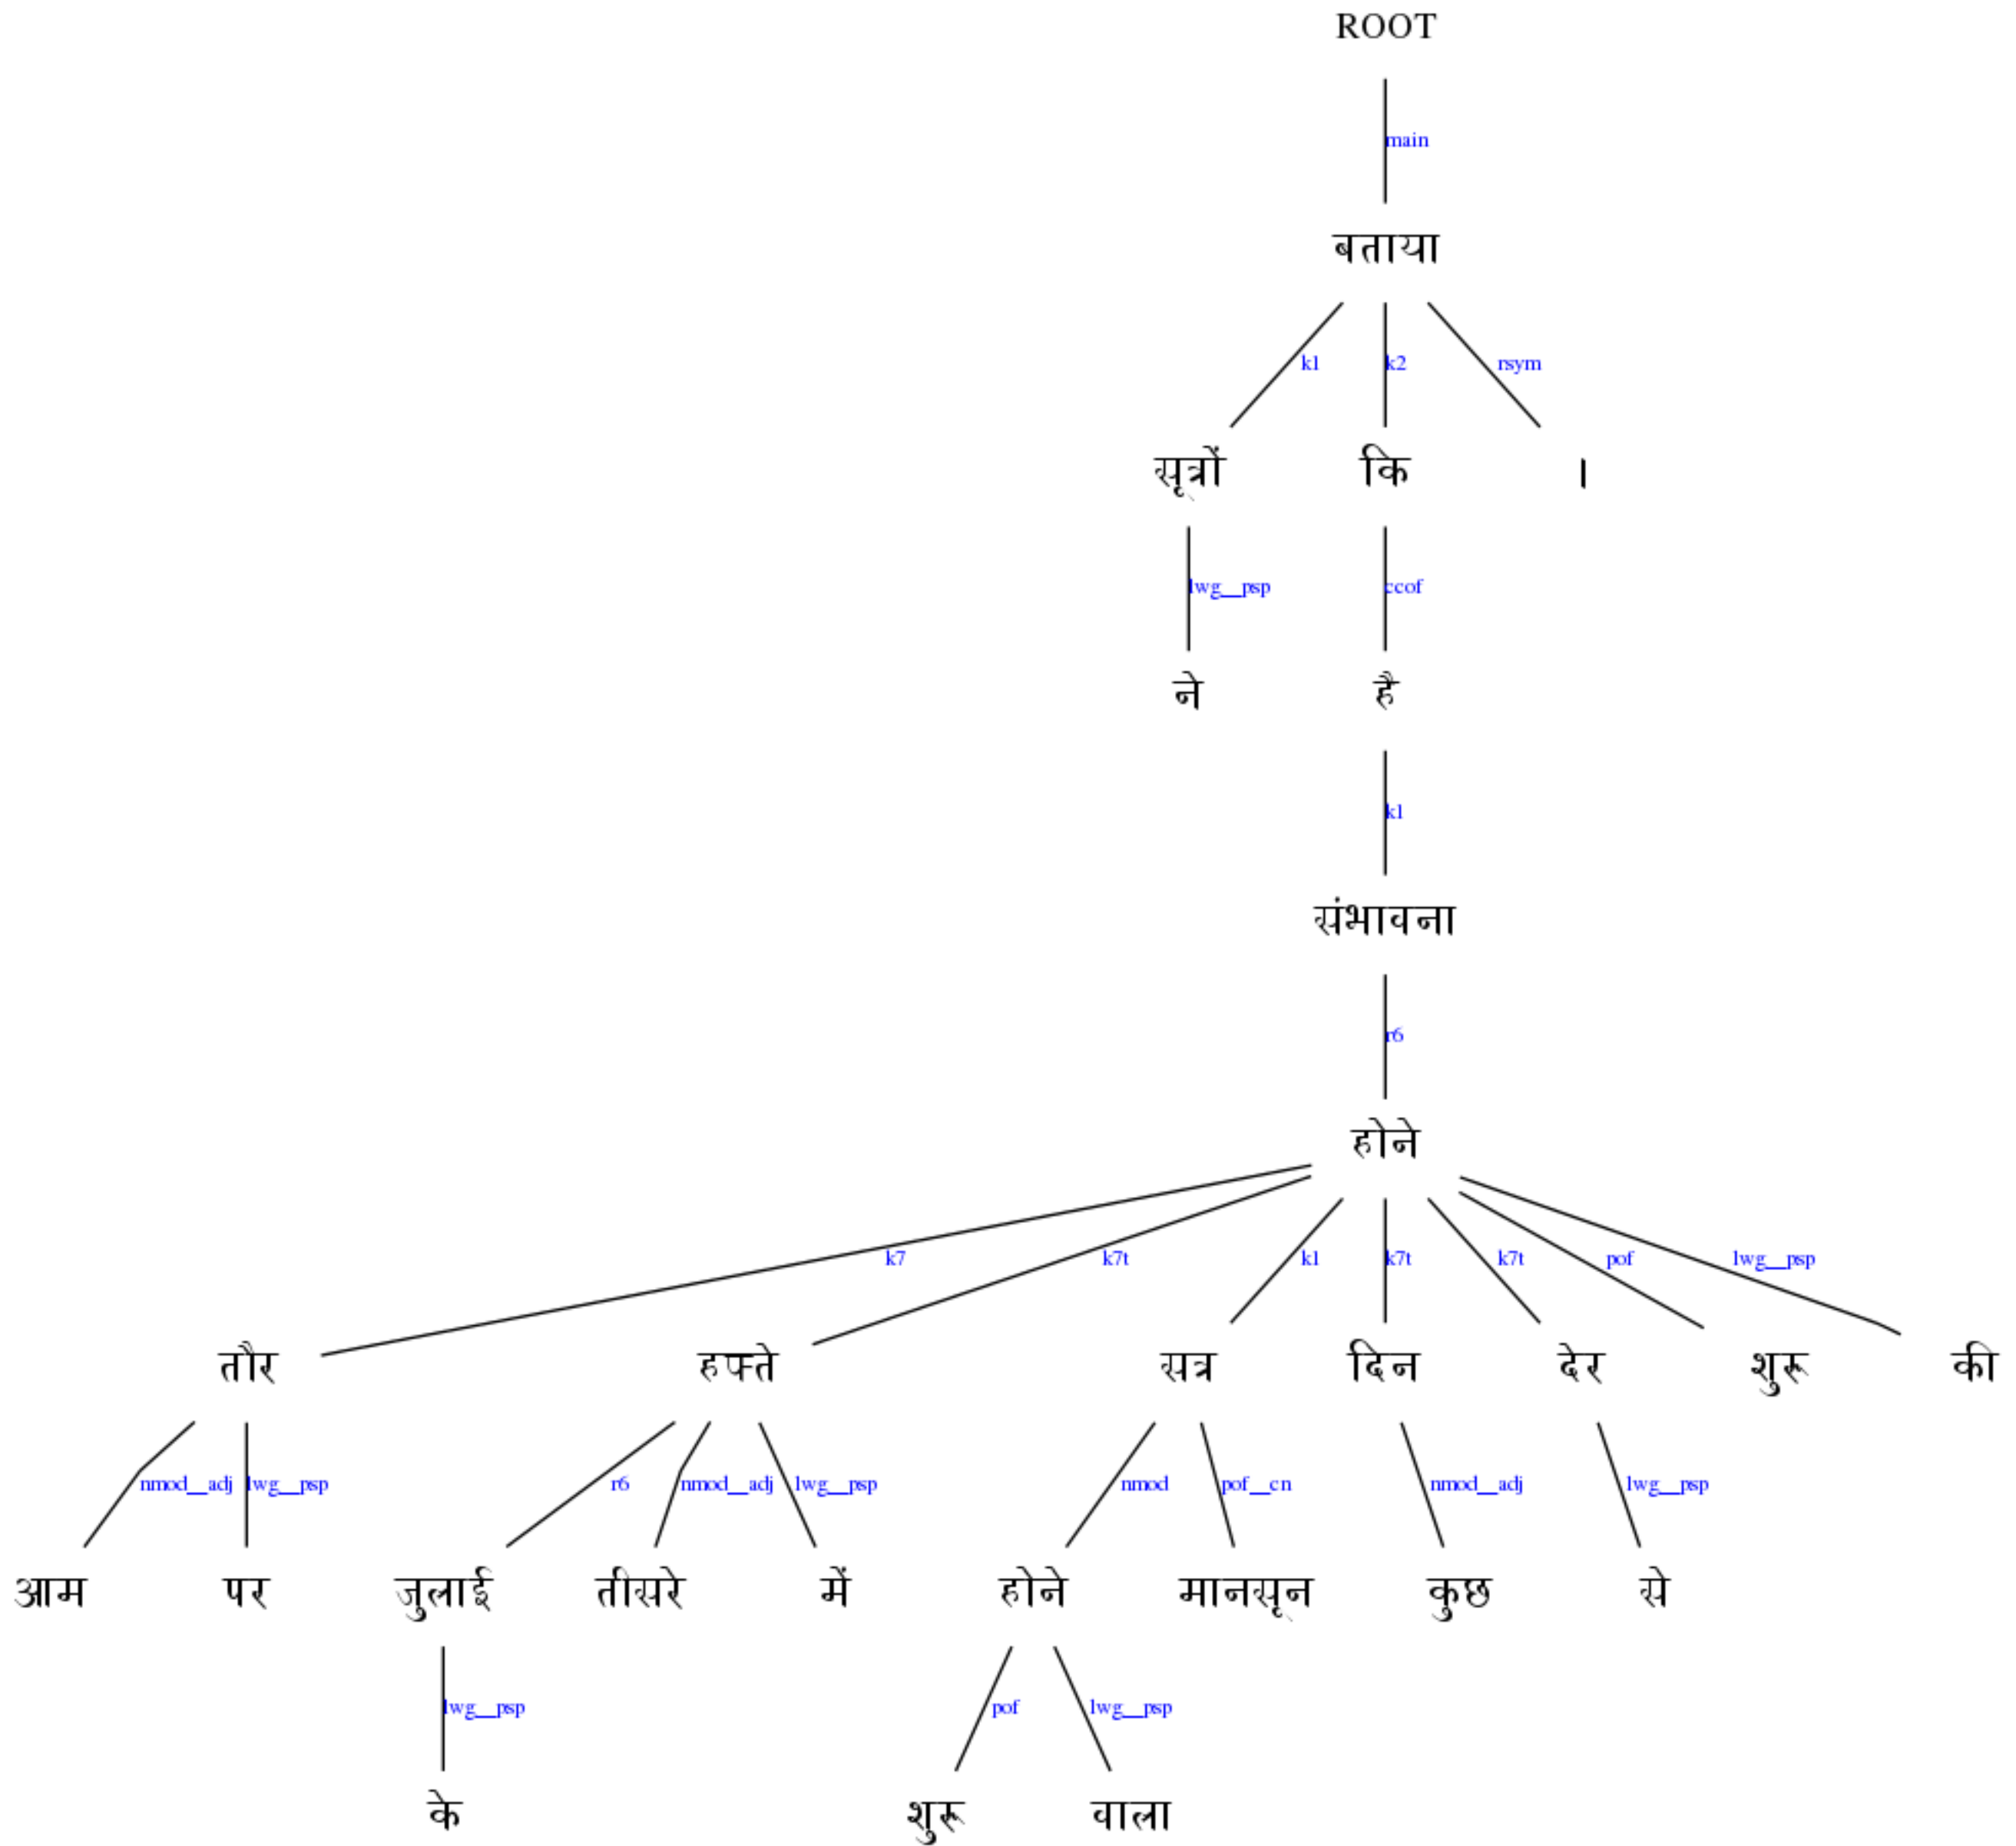 ROOT
main
बताया
k1 k2 rsym
सूत्रों कि ।
lwg__psp ccof
ने है
k1
संभावना
r6
होने
k7 k7t k1 k7t k7t pof lwg__psp
तौर हफ्ते सत्र दिन देर शुरू की
nmod__adj lwg__psp r6 nmod__adj lwg__psp nmod pof__cn nmod__adj lwg__psp
आम पर जुलाई तीसरे में होने मानसून कुछ से
lwg__psp pof lwg__psp
के शुरू वाला